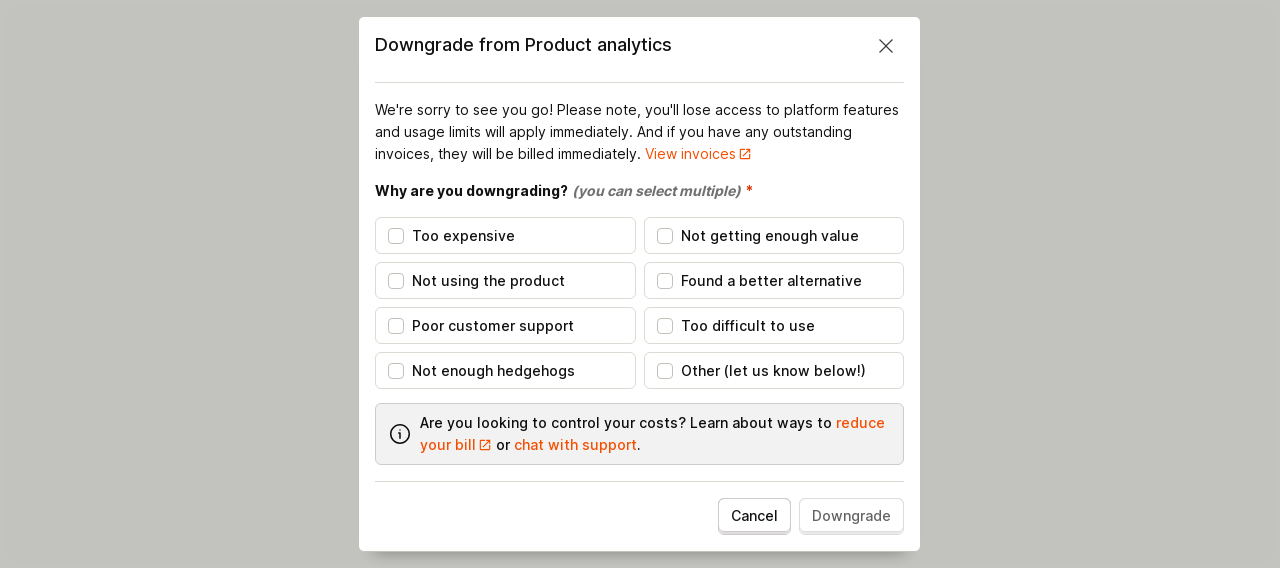 Downgrade from Product analytics
We're sorry to see you go! Please note, you'll lose access to platform features
and usage limits will apply immediately. And if you have any outstanding
invoices, they will be billed immediately. View invoices
Why are you downgrading? (you can select multiple) *
Too expensive
Not getting enough value
Not using the product
Found a better alternative
Poor customer support
Too difficult to use
Not enough hedgehogs
Other (let us know below!)
Are you looking to control your costs? Learn about ways to reduce
your bill or chat with support.
Cancel
Downgrade